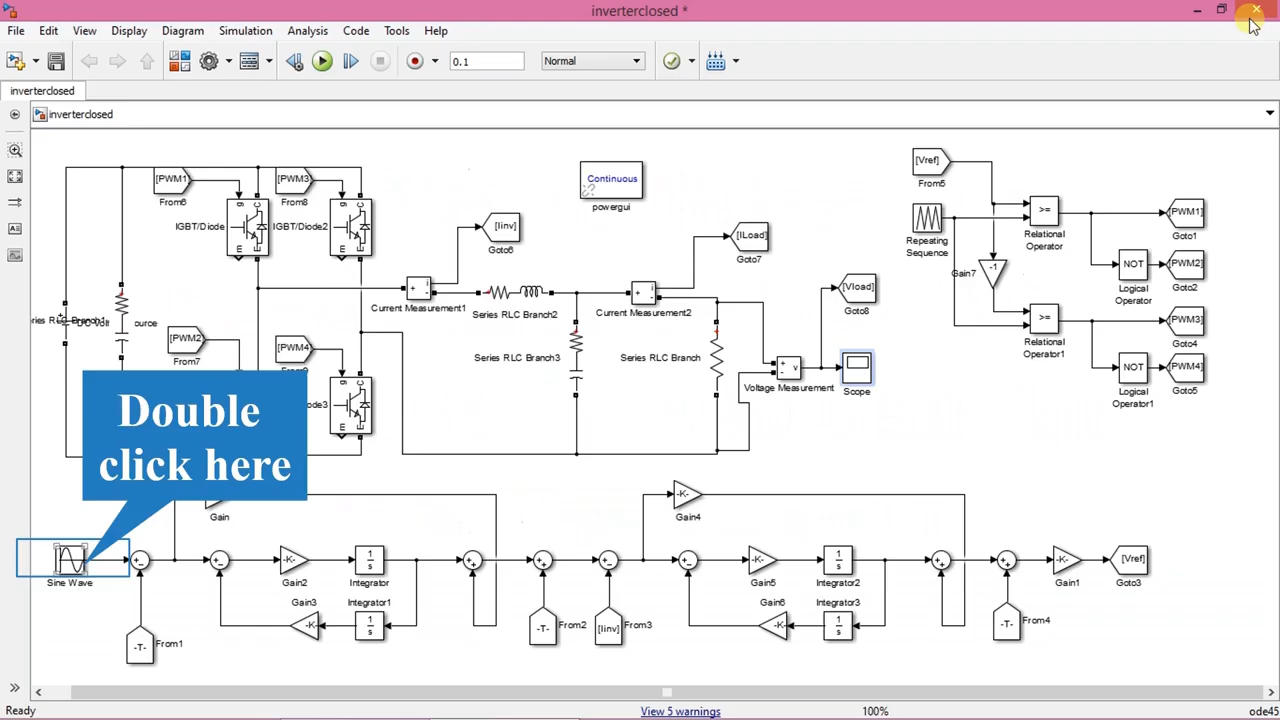 inverterclosed *
File Edit View Display Diagram Simulation Analysis Code Tools Help
0.1 Normal
inverterclosed
inverterclosed
[PWM1]
From6
[PWM3]
From8
IGBT/Diode
IGBT/Diode2
Continuous
powergui
[Iinv]
Goto6
[ILoad]
Goto7
[Vload]
Goto8
i
+
-
Current Measurement1
Series RLC Branch2
i
+
-
Current Measurement2
Series RLC Branch3
Series RLC Branch
+
-
v
Voltage Measurement
Scope
[Vref]
From5
Repeating
Sequence
-1
Gain7
>=
Relational
Operator
>=
Relational
Operator1
NOT
Logical
Operator
NOT
Logical
Operator1
[PWM1]
Goto1
[PWM2]
Goto2
[PWM3]
Goto4
[PWM4]
Goto5
[PWM2]
From7
[PWM4]
Double
click here
Sine Wave
Gain
From1
-T-
-K-
Gain2
-K-
Gain3
1
s
Integrator
1
s
Integrator1
-T-
From2
[Iinv]
From3
-K-
Gain4
-K-
Gain5
-K-
Gain6
1
s
Integrator2
1
s
Integrator3
-T-
From4
-K-
Gain1
[Vref]
Goto3
Ready View 5 warnings 100% ode45